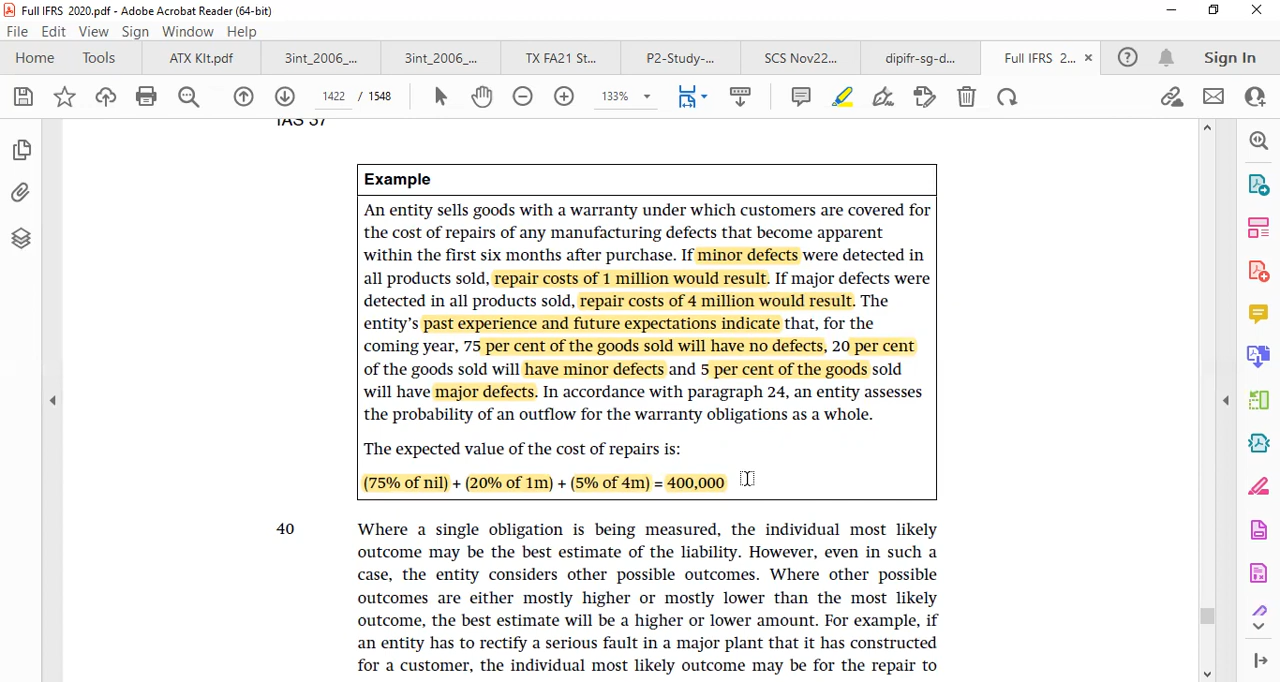 Full IFRS 2020.pdf - Adobe Acrobat Reader (64-bit)
File Edit View Sign Window Help
Home Tools ATX KIt.pdf 3int_2006_... 3int_2006_... TX FA21 St... P2-Study-... SCS Nov22... dipifr-sg-d... Full IFRS 2... × Sign In
1422 / 1548 133%
IAS 37
Example
An entity sells goods with a warranty under which customers are covered for
the cost of repairs of any manufacturing defects that become apparent
within the first six months after purchase. If minor defects were detected in
all products sold, repair costs of 1 million would result. If major defects were
detected in all products sold, repair costs of 4 million would result. The
entity’s past experience and future expectations indicate that, for the
coming year, 75 per cent of the goods sold will have no defects, 20 per cent
of the goods sold will have minor defects and 5 per cent of the goods sold
will have major defects. In accordance with paragraph 24, an entity assesses
the probability of an outflow for the warranty obligations as a whole.
The expected value of the cost of repairs is:
(75% of nil) + (20% of 1m) + (5% of 4m) = 400,000
40 Where a single obligation is being measured, the individual most likely
outcome may be the best estimate of the liability. However, even in such a
case, the entity considers other possible outcomes. Where other possible
outcomes are either mostly higher or mostly lower than the most likely
outcome, the best estimate will be a higher or lower amount. For example, if
an entity has to rectify a serious fault in a major plant that it has constructed
for a customer, the individual most likely outcome may be for the repair to